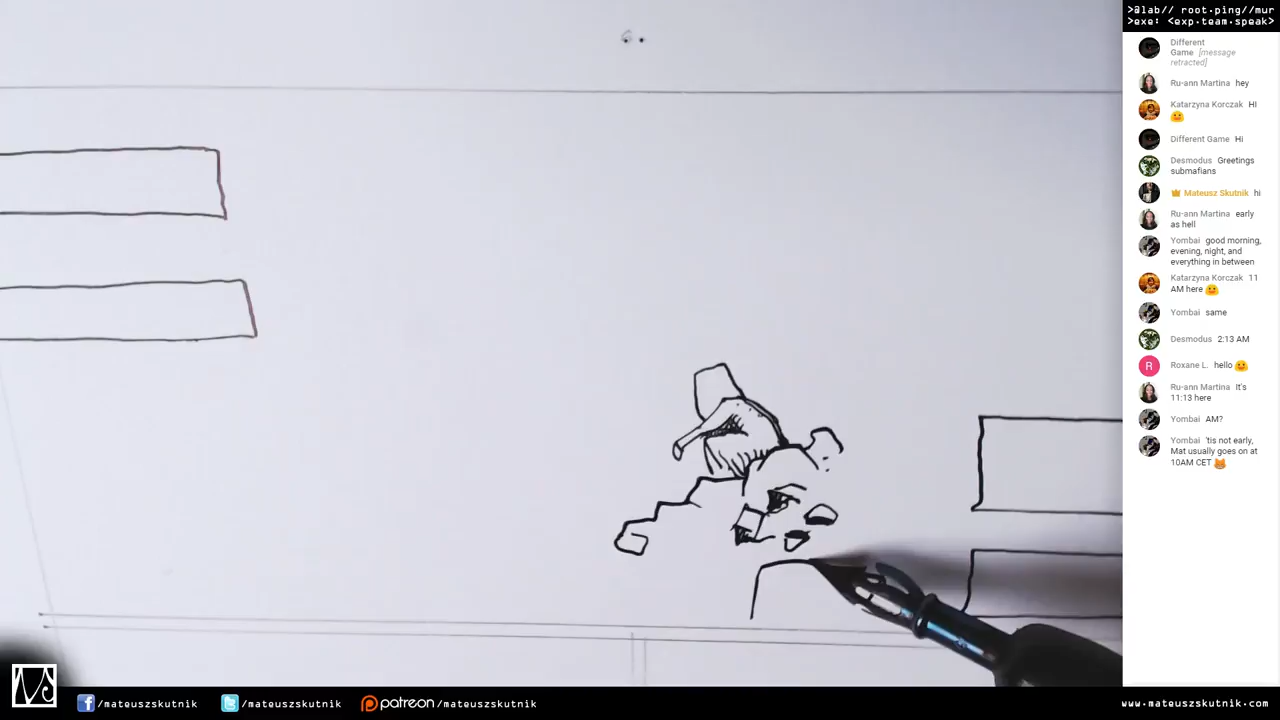 >@lab// root.ping//mur
>exe: <exp.team.speak>
Different
Game [message
retracted]
Ru-ann Martina hey
Katarzyna Korczak HI
Different Game Hi
Desmodus Greetings
submafians
Mateusz Skutnik hi
Ru-ann Martina early
as hell
Yombai good morning,
evening, night, and
everything in between
Katarzyna Korczak 11
AM here
Yombai same
Desmodus 2:13 AM
R
Roxane L. hello
Ru-ann Martina It's
11:13 here
Yombai AM?
Yombai 'tis not early,
Mat usually goes on at
10AM CET
/mateuszskutnik
/mateuszskutnik
patreon/mateuszskutnik
www.mateuszskutnik.com